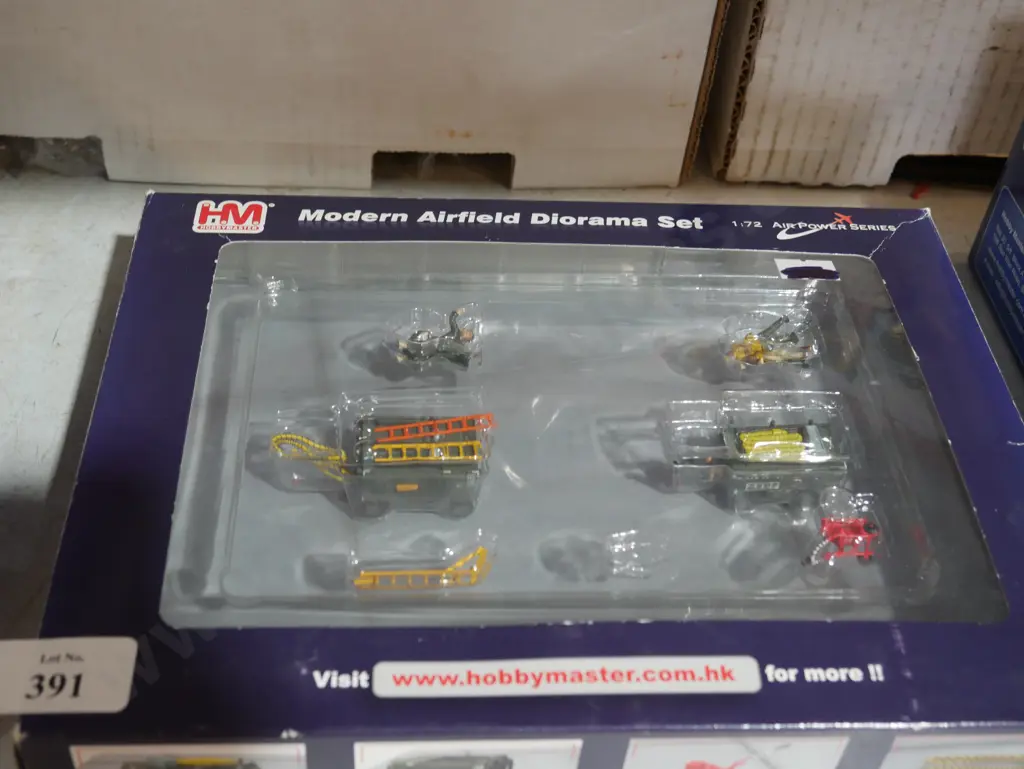 HM
HOBBYMASTER
Modern Airfield Diorama Set
1:72 AIR POWER SERIES
Lot No.
391
Visit www.hobbymaster.com.hk for more !!